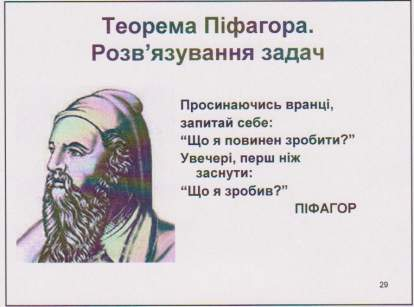 Теорема Піфагора.
Розв’язування задач
Просинаючись вранці,
запитай себе:
“Що я повинен зробити?”
Увечері, перш ніж
заснути:
“Що я зробив?”
ПІФАГОР
29